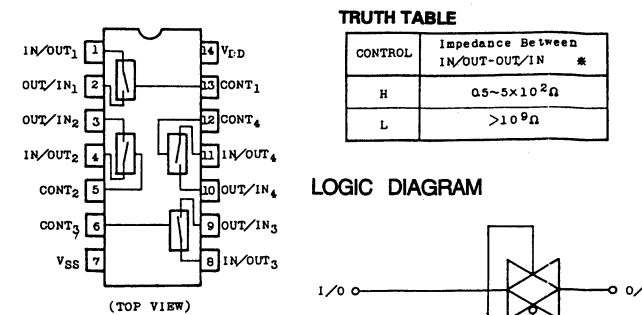 TRUTH TABLE
CONTROL
Impedance Between
IN/OUT-OUT/IN *
H
0.5~5×10²Ω
L
>10⁹Ω
IN/OUT₁ 1
OUT/IN₁ 2
OUT/IN₂ 3
IN/OUT₂ 4
CONT₂ 5
CONT₃ 6
VSS 7
14 VDD
13 CONT₁
12 CONT₄
11 IN/OUT₄
10 OUT/IN₄
9 OUT/IN₃
8 IN/OUT₃
(TOP VIEW)
LOGIC DIAGRAM
I/O
O/